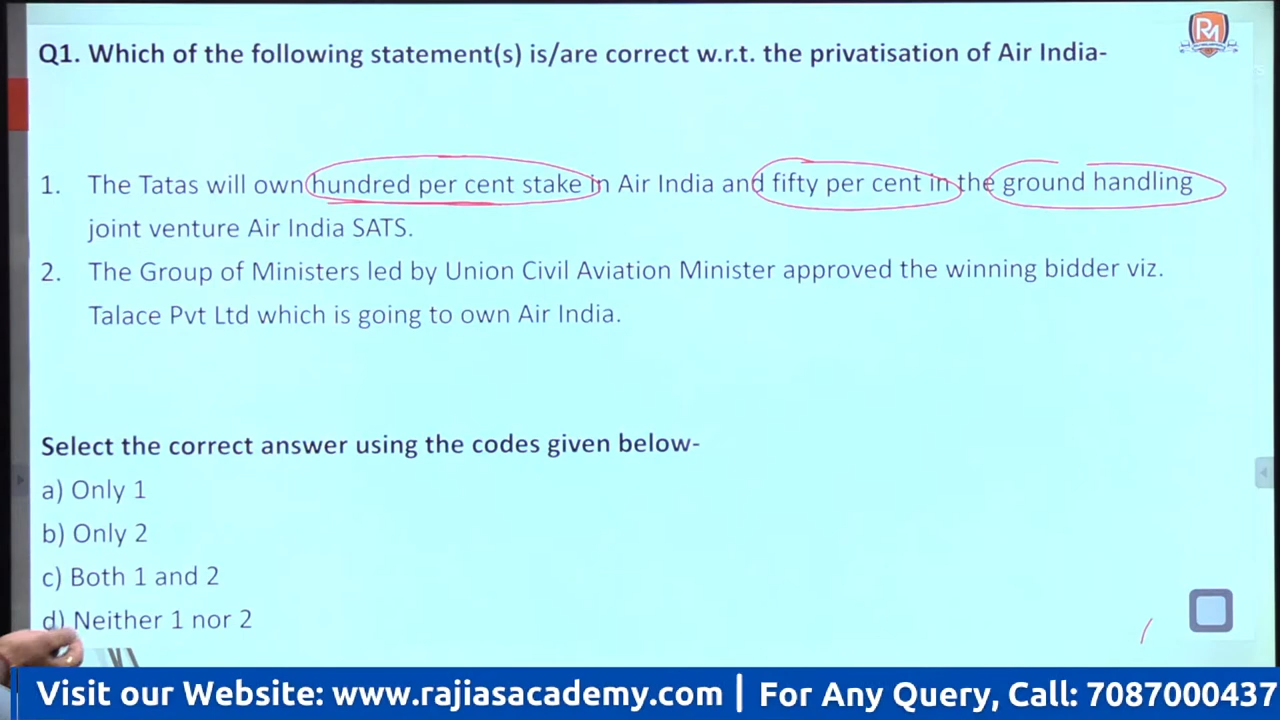 Q1. Which of the following statement(s) is/are correct w.r.t. the privatisation of Air India-
RM
1. The Tatas will own hundred per cent stake in Air India and fifty per cent in the ground handling
joint venture Air India SATS.
2. The Group of Ministers led by Union Civil Aviation Minister approved the winning bidder viz.
Talace Pvt Ltd which is going to own Air India.
Select the correct answer using the codes given below-
a) Only 1
b) Only 2
c) Both 1 and 2
d) Neither 1 nor 2
Visit our Website: www.rajiasacademy.com | For Any Query, Call: 7087000437